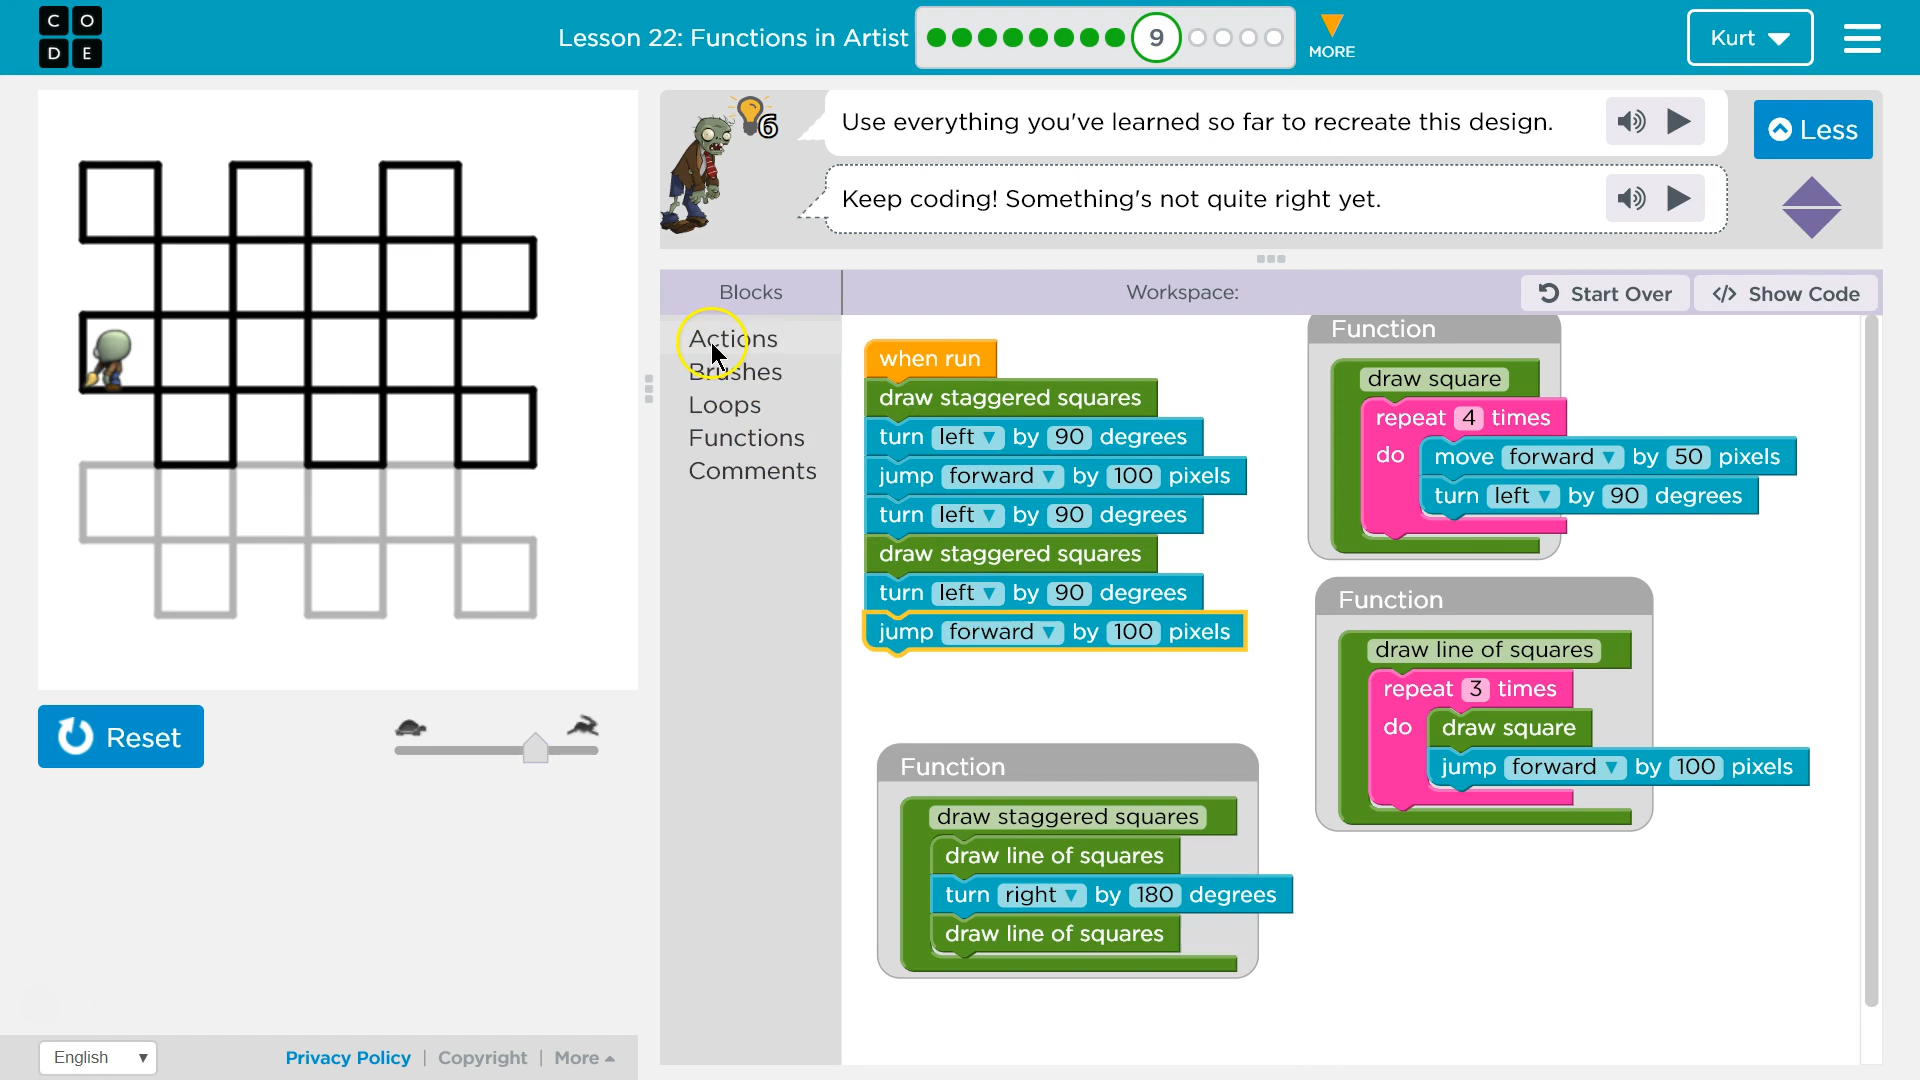 C O
D E
Lesson 22: Functions in Artist
9
MORE
Kurt
6
Use everything you've learned so far to recreate this design.
Less
Keep coding! Something's not quite right yet.
Blocks
Workspace:
Start Over
</> Show Code
Actions
Brushes
Loops
Functions
Comments
when run
draw staggered squares
turn left ▼ by 90 degrees
jump forward ▼ by 100 pixels
turn left ▼ by 90 degrees
draw staggered squares
turn left ▼ by 90 degrees
jump forward ▼ by 100 pixels
Function
draw square
repeat 4 times
do move forward ▼ by 50 pixels
turn left ▼ by 90 degrees
Function
draw line of squares
repeat 3 times
do draw square
jump forward ▼ by 100 pixels
Function
draw staggered squares
draw line of squares
turn right ▼ by 180 degrees
draw line of squares
Reset
English
Privacy Policy | Copyright | More